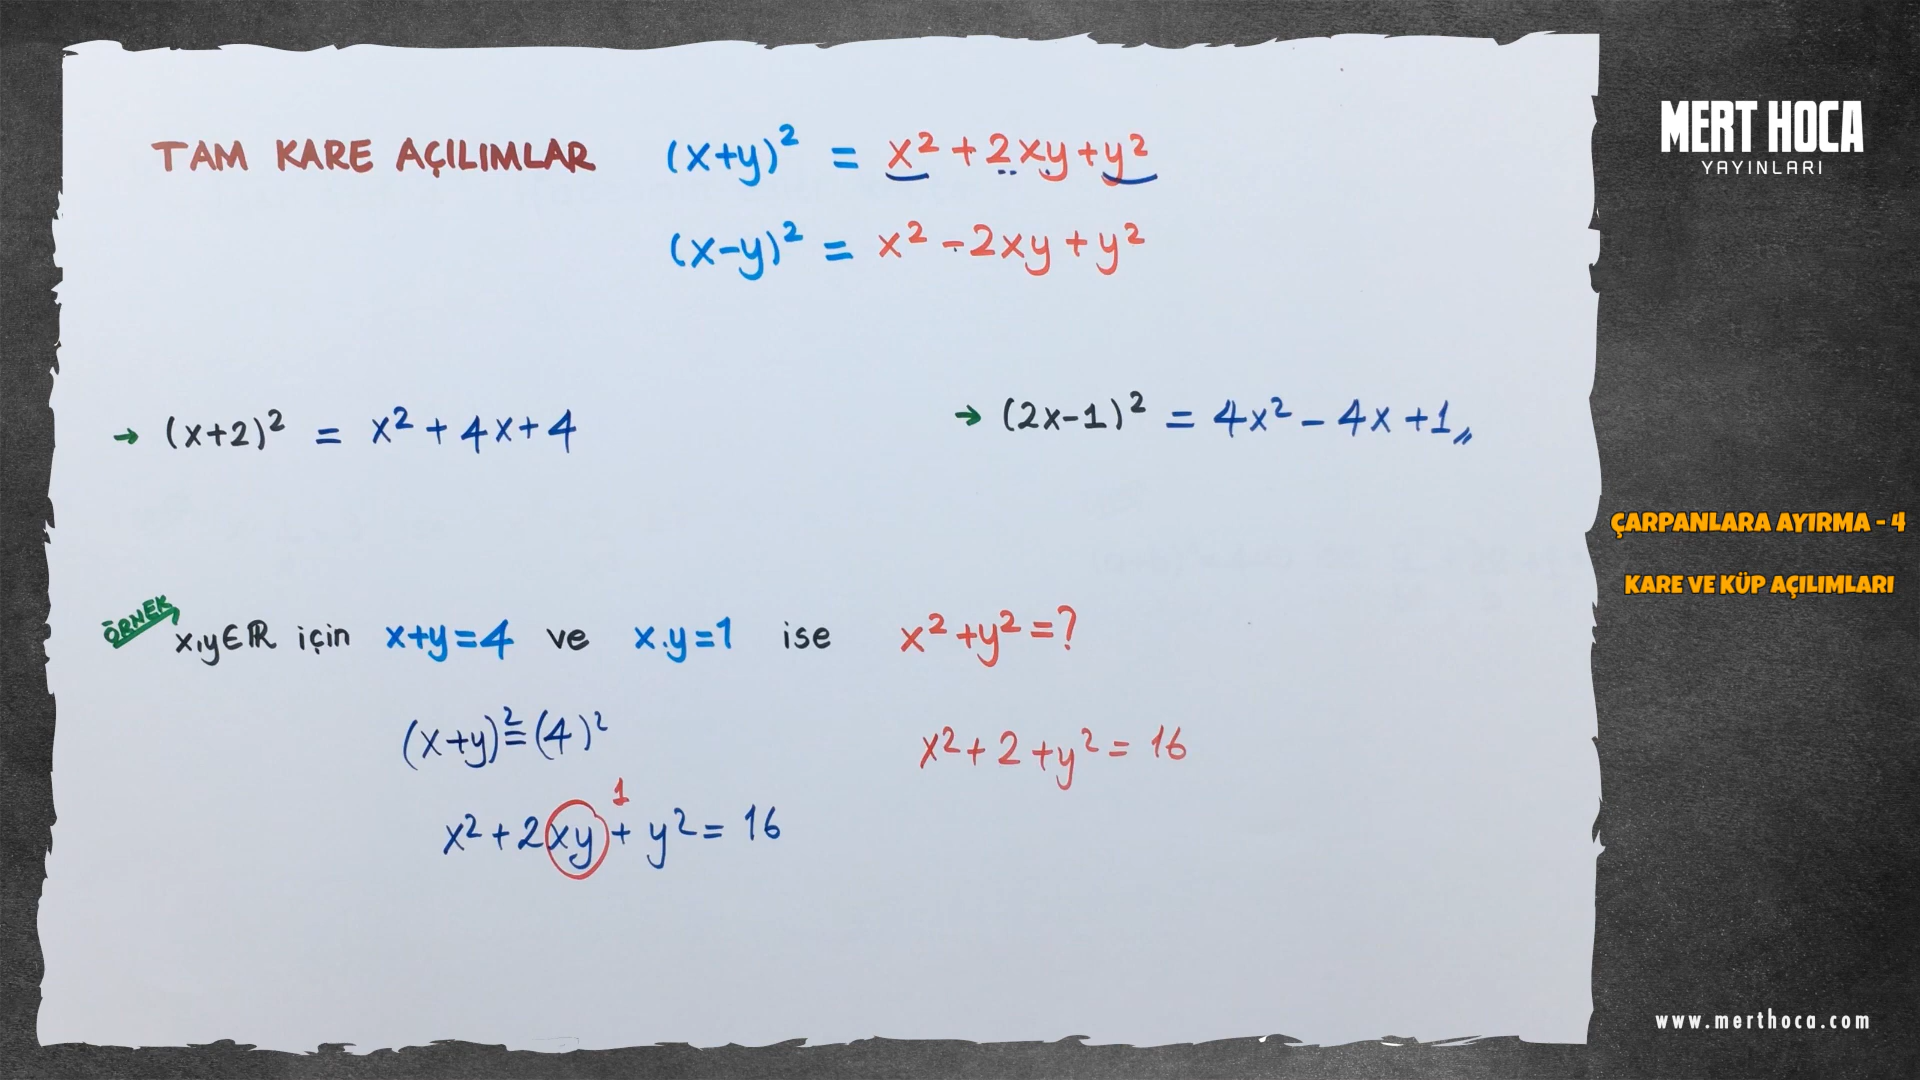 TAM KARE AÇILIMLAR (x+y)² = x² + 2xy + y²
(x-y)² = x² - 2xy + y²
→ (x+2)² = x² + 4x + 4
→ (2x-1)² = 4x² - 4x + 1,,
ÖRNEK
x,y∈ℝ için x+y=4 ve x.y=1 ise x²+y²=?
(x+y)² = (4)²
x² + 2 + y² = 16
1
x² + 2xy + y² = 16
MERT HOCA
YAYINLARI
ÇARPANLARA AYIRMA - 4
KARE VE KÜP AÇILIMLARI
www.merthoca.com